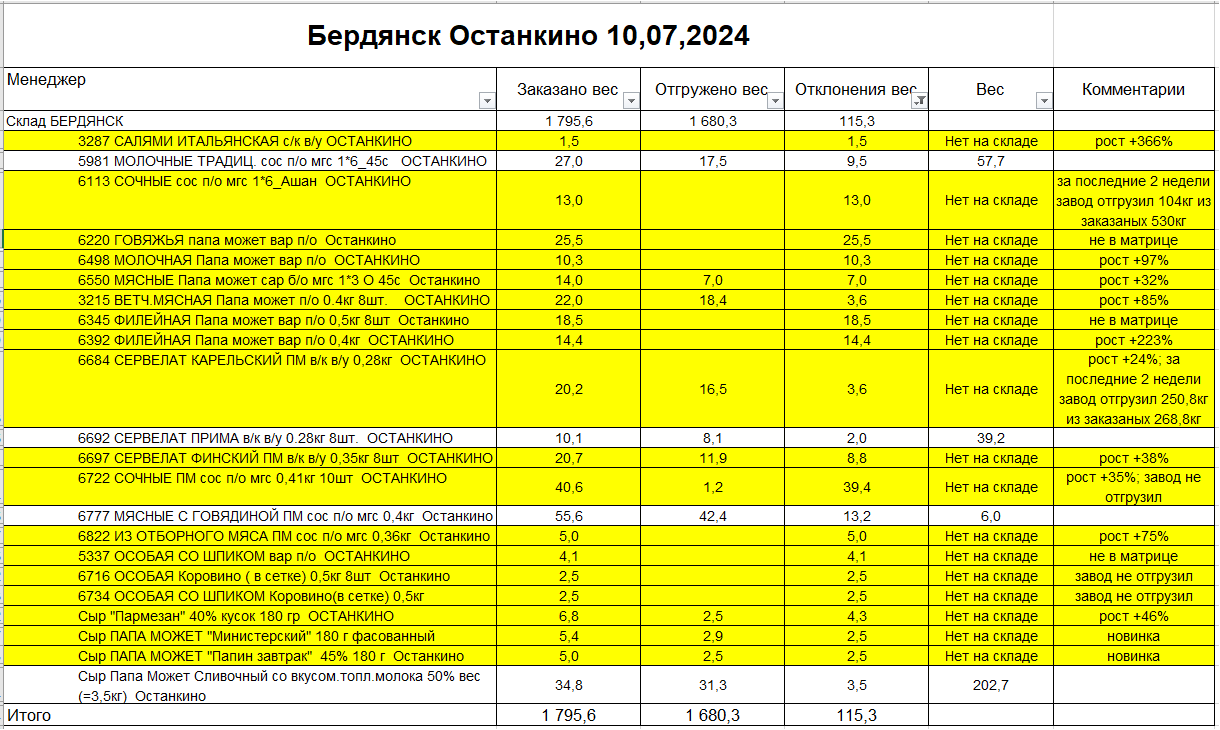 Бердянск Останкино 10,07,2024
Менеджер Заказано вес Отгружено вес Отклонения вес Вес Комментарии
Склад БЕРДЯНСК 1 795,6 1 680,3 115,3
3287 САЛЯМИ ИТАЛЬЯНСКАЯ с/к в/у ОСТАНКИНО 1,5 1,5 Нет на складе рост +366%
5981 МОЛОЧНЫЕ ТРАДИЦ. сос п/о мгс 1*6_45с ОСТАНКИНО 27,0 17,5 9,5 57,7
6113 СОЧНЫЕ сос п/о мгс 1*6_Ашан ОСТАНКИНО 13,0 13,0 Нет на складе за последние 2 недели
завод отгрузил 104кг из
заказаных 530кг
6220 ГОВЯЖЬЯ папа может вар п/о Останкино 25,5 25,5 Нет на складе не в матрице
6498 МОЛОЧНАЯ Папа может вар п/о ОСТАНКИНО 10,3 10,3 Нет на складе рост +97%
6550 МЯСНЫЕ Папа может сар б/о мгс 1*3 О 45с Останкино 14,0 7,0 7,0 Нет на складе рост +32%
3215 ВЕТЧ.МЯСНАЯ Папа может п/о 0.4кг 8шт. ОСТАНКИНО 22,0 18,4 3,6 Нет на складе рост +85%
6345 ФИЛЕЙНАЯ Папа может вар п/о 0,5кг 8шт Останкино 18,5 18,5 Нет на складе не в матрице
6392 ФИЛЕЙНАЯ Папа может вар п/о 0,4кг ОСТАНКИНО 14,4 14,4 Нет на складе рост +223%
6684 СЕРВЕЛАТ КАРЕЛЬСКИЙ ПМ в/к в/у 0,28кг ОСТАНКИНО 20,2 16,5 3,6 Нет на складе рост +24%; за
последние 2 недели
завод отгрузил 250,8кг
из заказаных 268,8кг
6692 СЕРВЕЛАТ ПРИМА в/к в/у 0.28кг 8шт. ОСТАНКИНО 10,1 8,1 2,0 39,2
6697 СЕРВЕЛАТ ФИНСКИЙ ПМ в/к в/у 0,35кг 8шт ОСТАНКИНО 20,7 11,9 8,8 Нет на складе рост +38%
6722 СОЧНЫЕ ПМ сос п/о мгс 0,41кг 10шт ОСТАНКИНО 40,6 1,2 39,4 Нет на складе рост +35%; завод не
отгрузил
6777 МЯСНЫЕ С ГОВЯДИНОЙ ПМ сос п/о мгс 0,4кг Останкино 55,6 42,4 13,2 6,0
6822 ИЗ ОТБОРНОГО МЯСА ПМ сос п/о мгс 0,36кг Останкино 5,0 5,0 Нет на складе рост +75%
5337 ОСОБАЯ СО ШПИКОМ вар п/о ОСТАНКИНО 4,1 4,1 Нет на складе не в матрице
6716 ОСОБАЯ Коровино ( в сетке) 0,5кг 8шт Останкино 2,5 2,5 Нет на складе завод не отгрузил
6734 ОСОБАЯ СО ШПИКОМ Коровино(в сетке) 0,5кг 2,5 2,5 Нет на складе завод не отгрузил
Сыр "Пармезан" 40% кусок 180 гр ОСТАНКИНО 6,8 2,5 4,3 Нет на складе рост +46%
Сыр ПАПА МОЖЕТ "Министерский" 180 г фасованный 5,4 2,9 2,5 Нет на складе новинка
Сыр ПАПА МОЖЕТ "Папин завтрак" 45% 180 г Останкино 5,0 2,5 2,5 Нет на складе новинка
Сыр Папа Может Сливочный со вкусом.топл.молока 50% вес
(=3,5кг) Останкино 34,8 31,3 3,5 202,7
Итого 1 795,6 1 680,3 115,3